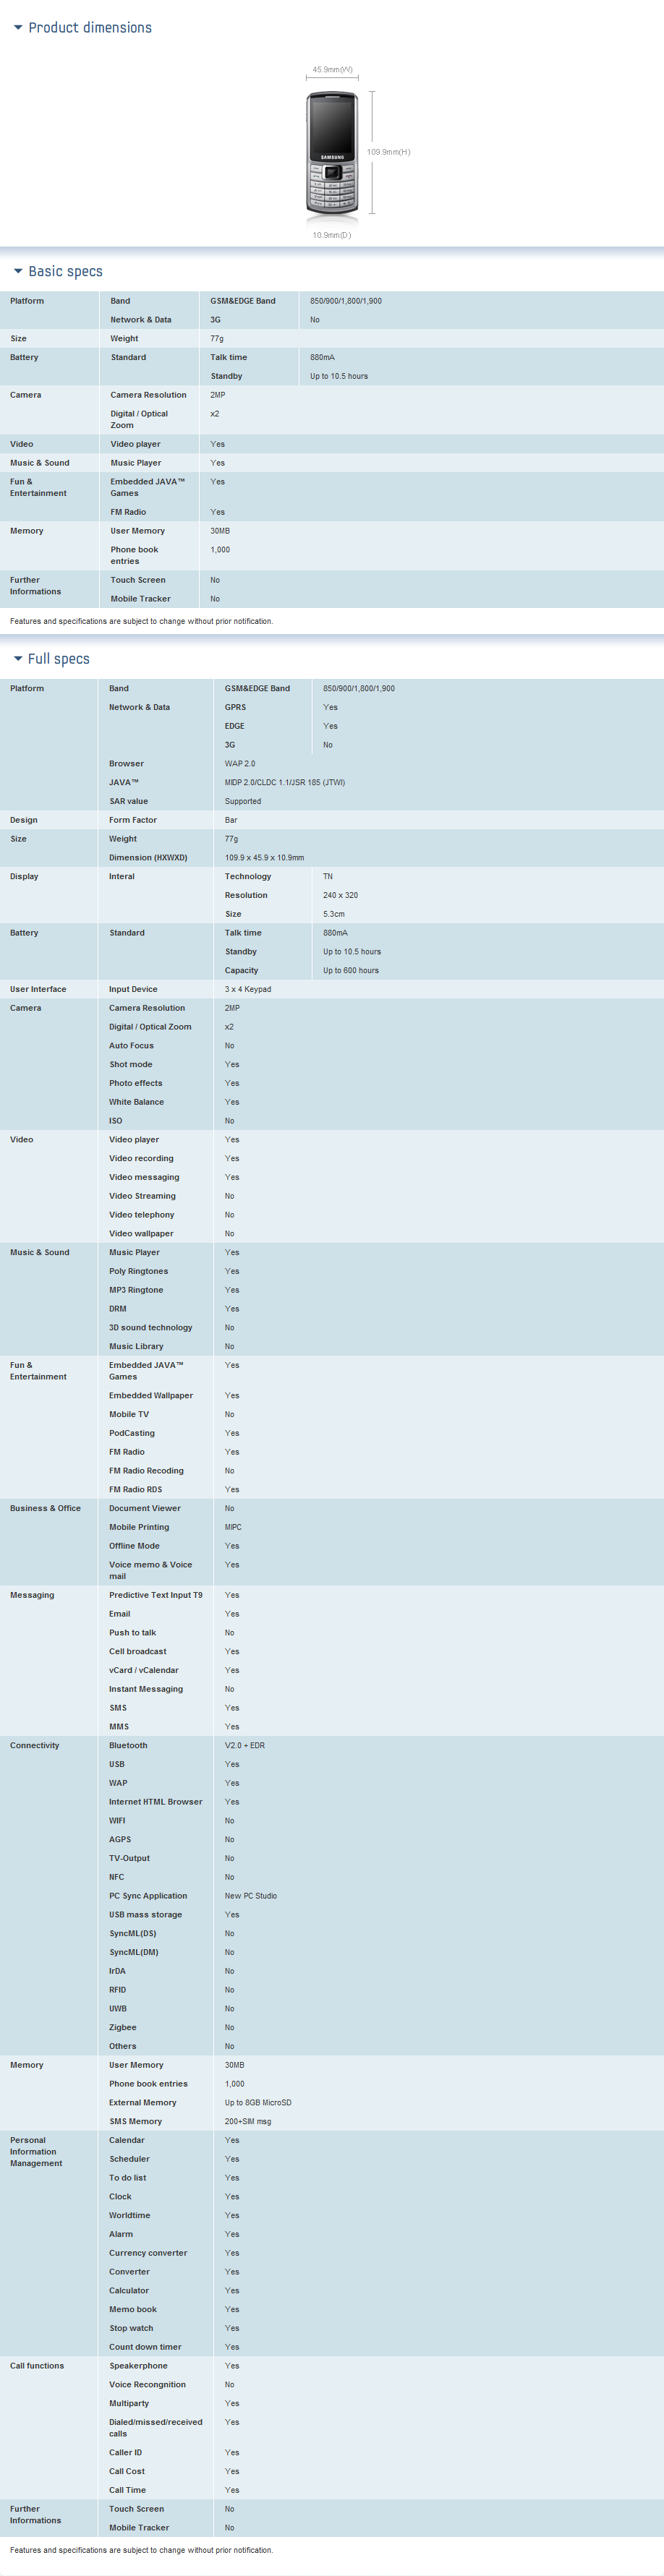 Product dimensions
45.9mm(W)
SAMSUNG
109.9mm(H)
10.9mm(D)
Basic specs
Platform Band GSM&EDGE Band 850/900/1,800/1,900
Network & Data 3G No
Size Weight 77g
Battery Standard Talk time 880mA
Standby Up to 10.5 hours
Camera Camera Resolution 2MP
Digital / Optical x2
Zoom
Video Video player Yes
Music & Sound Music Player Yes
Fun & Embedded JAVA™ Yes
Entertainment Games
FM Radio Yes
Memory User Memory 30MB
Phone book 1,000
entries
Further Touch Screen No
Informations
Mobile Tracker No
Features and specifications are subject to change without prior notification.
Full specs
Platform Band GSM&EDGE Band 850/900/1,800/1,900
Network & Data GPRS Yes
EDGE Yes
3G No
Browser WAP 2.0
JAVA™ MIDP 2.0/CLDC 1.1/JSR 185 (JTWI)
SAR value Supported
Design Form Factor Bar
Size Weight 77g
Dimension (HXWXD) 109.9 x 45.9 x 10.9mm
Display Interal Technology TN
Resolution 240 x 320
Size 5.3cm
Battery Standard Talk time 880mA
Standby Up to 10.5 hours
Capacity Up to 600 hours
User Interface Input Device 3 x 4 Keypad
Camera Camera Resolution 2MP
Digital / Optical Zoom x2
Auto Focus No
Shot mode Yes
Photo effects Yes
White Balance Yes
ISO No
Video Video player Yes
Video recording Yes
Video messaging Yes
Video Streaming No
Video telephony No
Video wallpaper No
Music & Sound Music Player Yes
Poly Ringtones Yes
MP3 Ringtone Yes
DRM Yes
3D sound technology No
Music Library No
Fun & Embedded JAVA™ Yes
Entertainment Games
Embedded Wallpaper Yes
Mobile TV No
PodCasting Yes
FM Radio Yes
FM Radio Recoding No
FM Radio RDS Yes
Business & Office Document Viewer No
Mobile Printing MIPC
Offline Mode Yes
Voice memo & Voice Yes
mail
Messaging Predictive Text Input T9 Yes
Email Yes
Push to talk No
Cell broadcast Yes
vCard / vCalendar Yes
Instant Messaging No
SMS Yes
MMS Yes
Connectivity Bluetooth V2.0 + EDR
USB Yes
WAP Yes
Internet HTML Browser Yes
WIFI No
AGPS No
TV-Output No
NFC No
PC Sync Application New PC Studio
USB mass storage Yes
SyncML(DS) No
SyncML(DM) No
IrDA No
RFID No
UWB No
Zigbee No
Others No
Memory User Memory 30MB
Phone book entries 1,000
External Memory Up to 8GB MicroSD
SMS Memory 200+SIM msg
Personal Calendar Yes
Information
Management Scheduler Yes
To do list Yes
Clock Yes
Worldtime Yes
Alarm Yes
Currency converter Yes
Converter Yes
Calculator Yes
Memo book Yes
Stop watch Yes
Count down timer Yes
Call functions Speakerphone Yes
Voice Recongnition No
Multiparty Yes
Dialed/missed/received Yes
calls
Caller ID Yes
Call Cost Yes
Call Time Yes
Further Touch Screen No
Informations
Mobile Tracker No
Features and specifications are subject to change without prior notification.